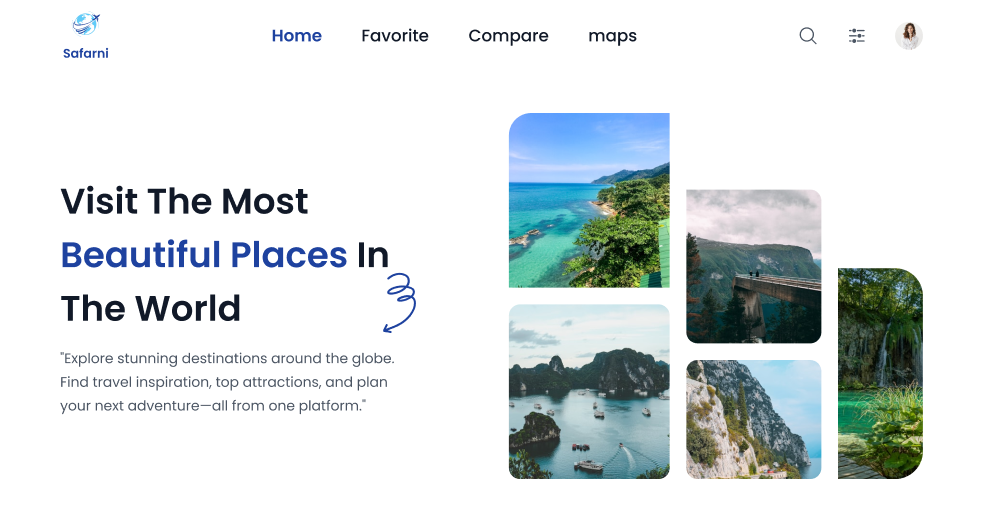 Safarni
Home Favorite Compare maps
Visit The Most
Beautiful Places In
The World
"Explore stunning destinations around the globe.
Find travel inspiration, top attractions, and plan
your next adventure—all from one platform."